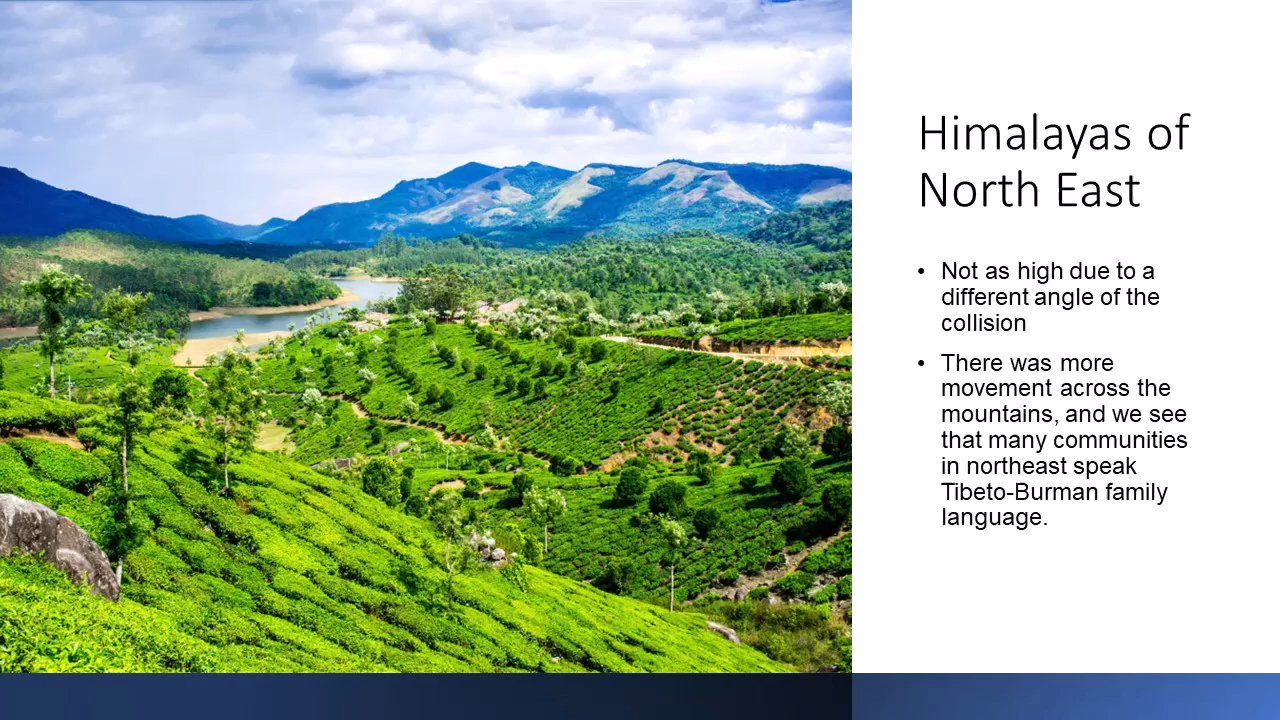 Himalayas of
North East
• Not as high due to a
different angle of the
collision
• There was more
movement across the
mountains, and we see
that many communities
in northeast speak
Tibeto-Burman family
language.